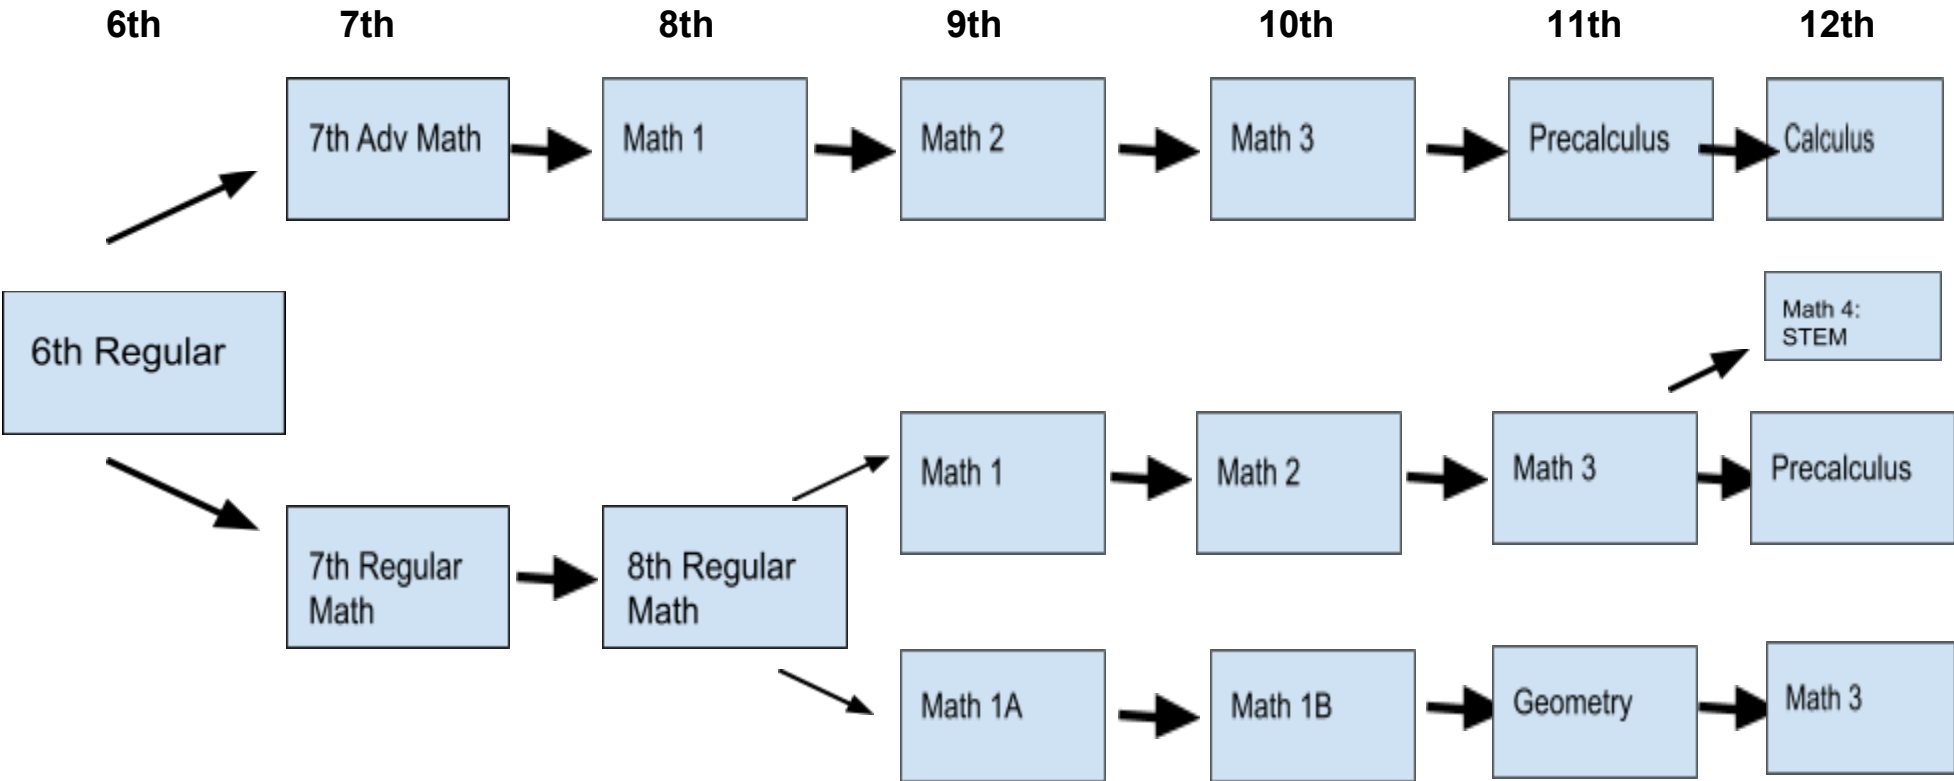 6th 7th 8th 9th 10th 11th 12th
7th Adv Math
Math 1
Math 2
Math 3
Precalculus
Calculus
6th Regular
Math 4:
STEM
7th Regular
Math
8th Regular
Math
Math 1
Math 2
Math 3
Precalculus
Math 1A
Math 1B
Geometry
Math 3